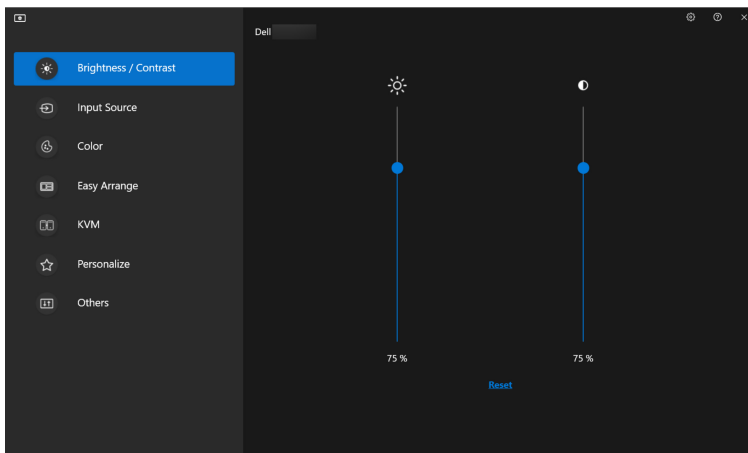 Dell
Brightness / Contrast
Input Source
Color
Easy Arrange
KVM
Personalize
Others
75 %
75 %
Reset